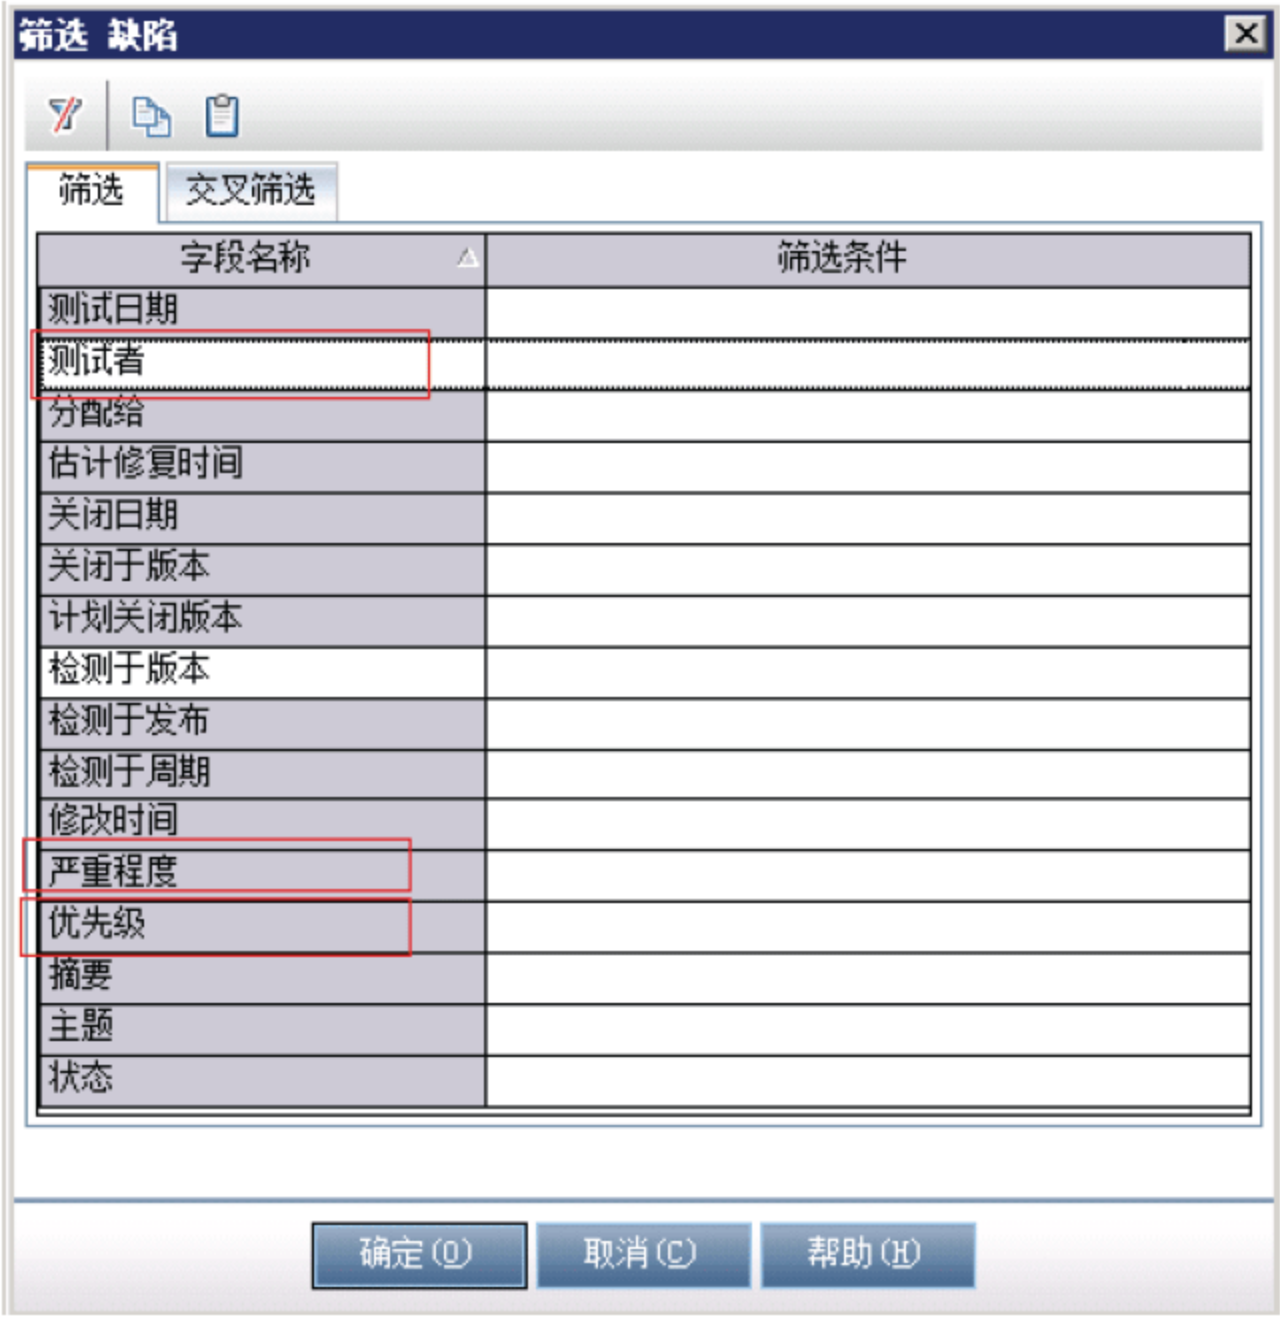 筛选 缺陷
筛选 交叉筛选
字段名称 筛选条件
测试日期
测试者
分配给
估计修复时间
关闭日期
关闭于版本
计划关闭版本
检测于版本
检测于发布
检测于周期
修改时间
严重程度
优先级
摘要
主题
状态
确定(O) 取消(C) 帮助(H)